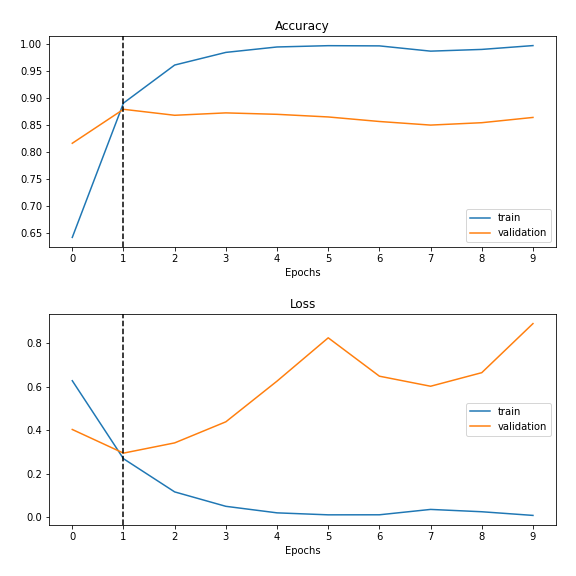 Accuracy
1.00
0.95
0.90
0.85
0.80
0.75
0.70
0.65
train
validation
0 1 2 3 4 5 6 7 8 9
Epochs
Loss
0.8
0.6
0.4
0.2
0.0
train
validation
0 1 2 3 4 5 6 7 8 9
Epochs